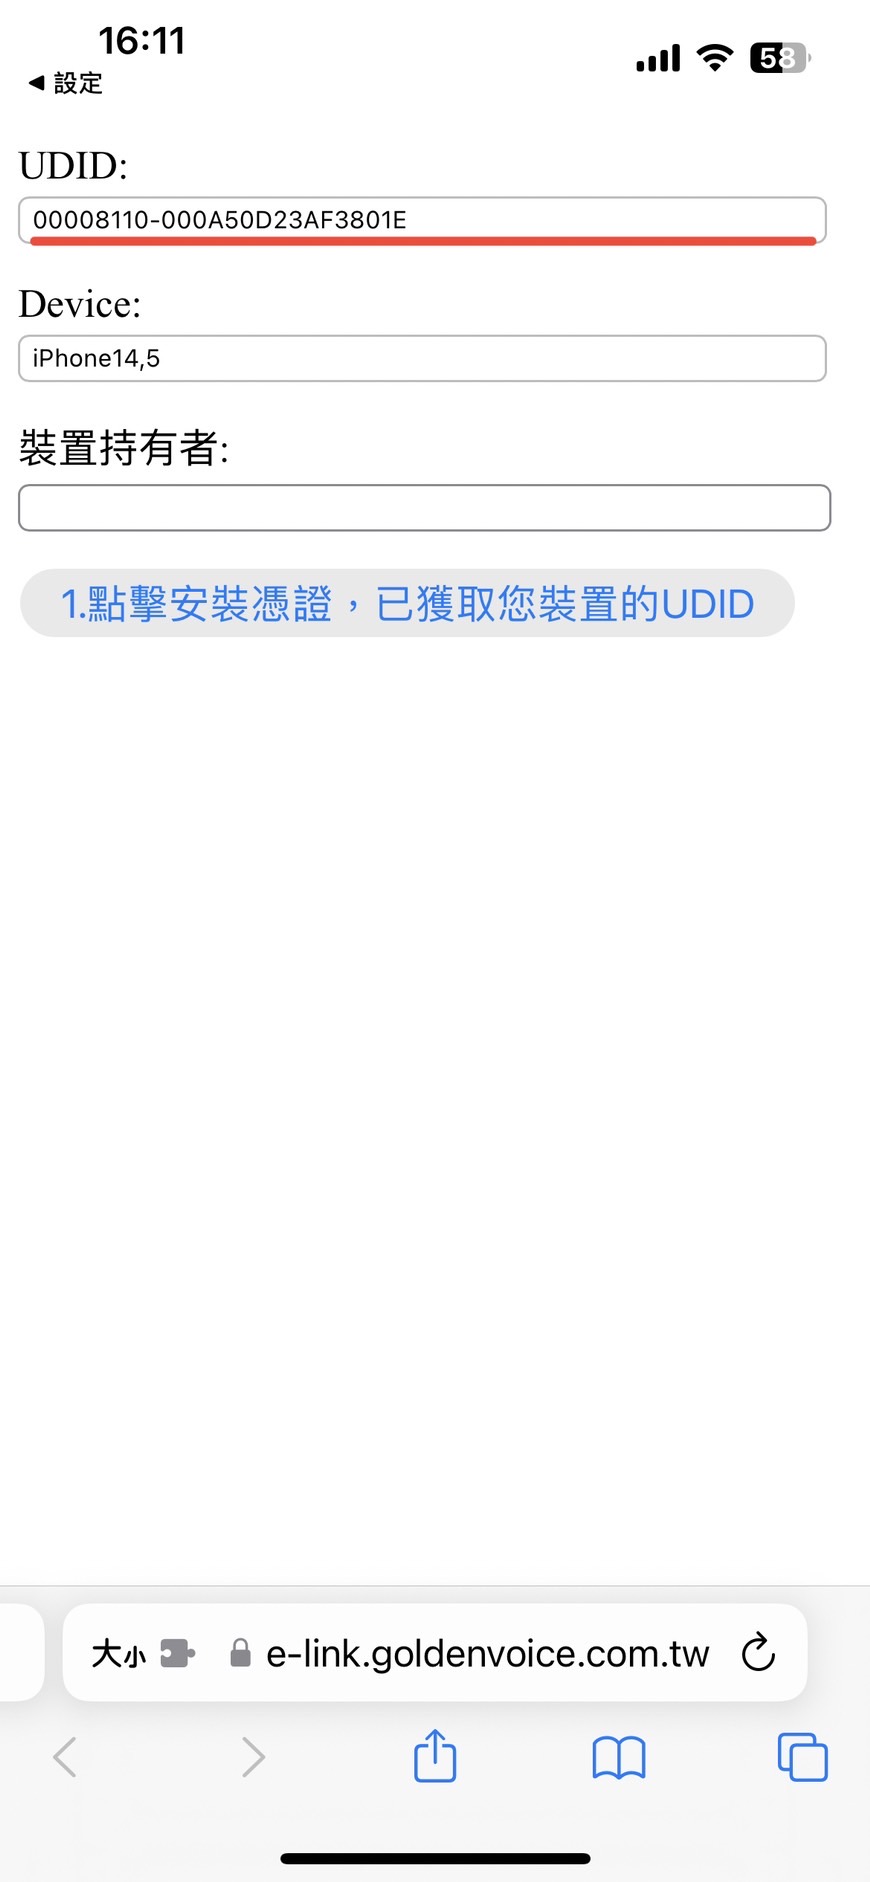 16:11
58
◀ 設定
UDID:
00008110-000A50D23AF3801E
Device:
iPhone14,5
裝置持有者:
1.點擊安裝憑證，已獲取您裝置的UDID
大小 e-link.goldenvoice.com.tw